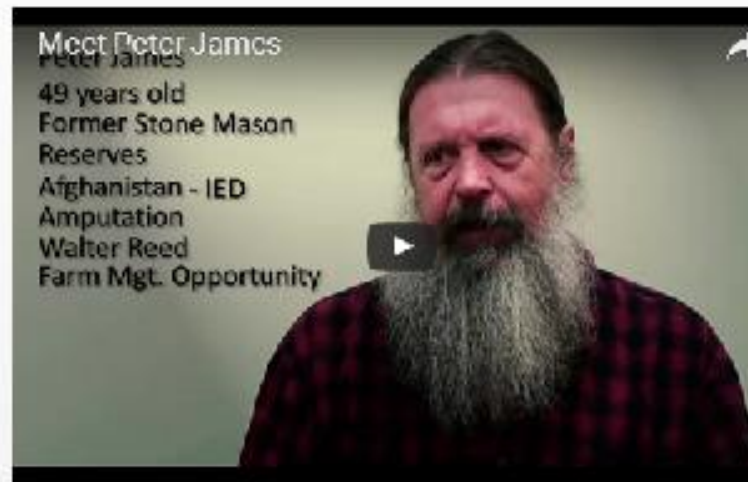 Meet Peter James
Peter James
49 years old
Former Stone Mason
Reserves
Afghanistan - IED
Amputation
Walter Reed
Farm Mgt. Opportunity